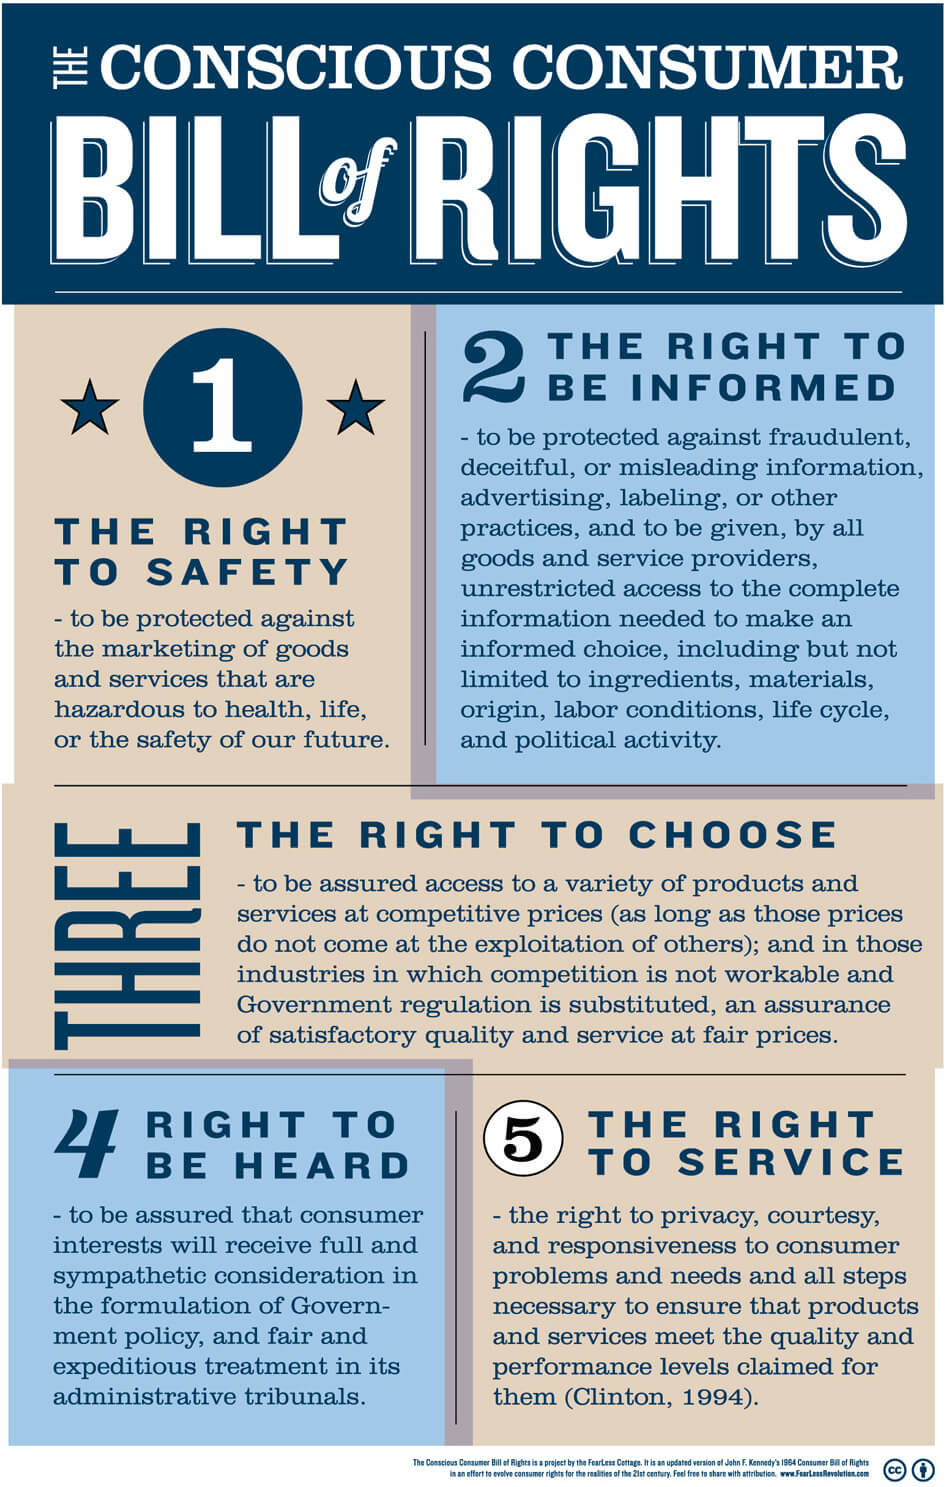 THE CONSCIOUS CONSUMER
BILL of RIGHTS
1
THE RIGHT
TO SAFETY
- to be protected against
the marketing of goods
and services that are
hazardous to health, life,
or the safety of our future.
2 THE RIGHT TO
BE INFORMED
- to be protected against fraudulent,
deceitful, or misleading information,
advertising, labeling, or other
practices, and to be given, by all
goods and service providers,
unrestricted access to the complete
information needed to make an
informed choice, including but not
limited to ingredients, materials,
origin, labor conditions, life cycle,
and political activity.
THREE
THE RIGHT TO CHOOSE
- to be assured access to a variety of products and
services at competitive prices (as long as those prices
do not come at the exploitation of others); and in those
industries in which competition is not workable and
Government regulation is substituted, an assurance
of satisfactory quality and service at fair prices.
4 RIGHT TO
BE HEARD
- to be assured that consumer
interests will receive full and
sympathetic consideration in
the formulation of Govern-
ment policy, and fair and
expeditious treatment in its
administrative tribunals.
5 THE RIGHT
TO SERVICE
- the right to privacy, courtesy,
and responsiveness to consumer
problems and needs and all steps
necessary to ensure that products
and services meet the quality and
performance levels claimed for
them (Clinton, 1994).
The Conscious Consumer Bill of Rights is a project by the FearLess Cottage. It is an updated version of John F. Kennedy's 1964 Consumer Bill of Rights
in an effort to evolve consumer rights for the realities of the 21st century. Feel free to share with attribution. www.FearLessRevolution.com
cc